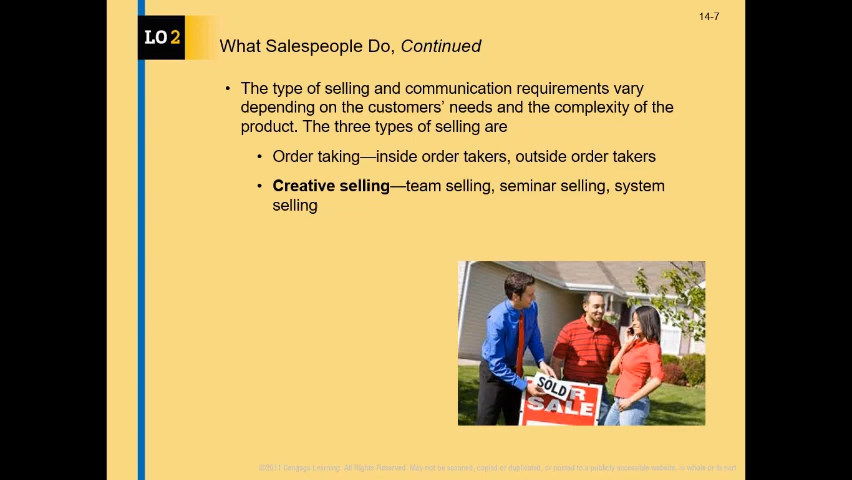 14-7
LO 2
What Salespeople Do, Continued
• The type of selling and communication requirements vary
depending on the customers’ needs and the complexity of the
product. The three types of selling are
• Order taking—inside order takers, outside order takers
• Creative selling—team selling, seminar selling, system
selling
SOLD
R
SALE
©2011 Cengage Learning. All Rights Reserved. May not be scanned, copied or duplicated, or posted to a publicly accessible website, in whole or in part.